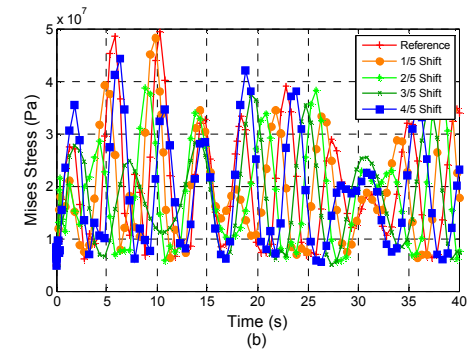 x 10^7
5
4
3
2
1
0
Mises Stress (Pa)
Reference
1/5 Shift
2/5 Shift
3/5 Shift
4/5 Shift
0 5 10 15 20 25 30 35 40
Time (s)
(b)